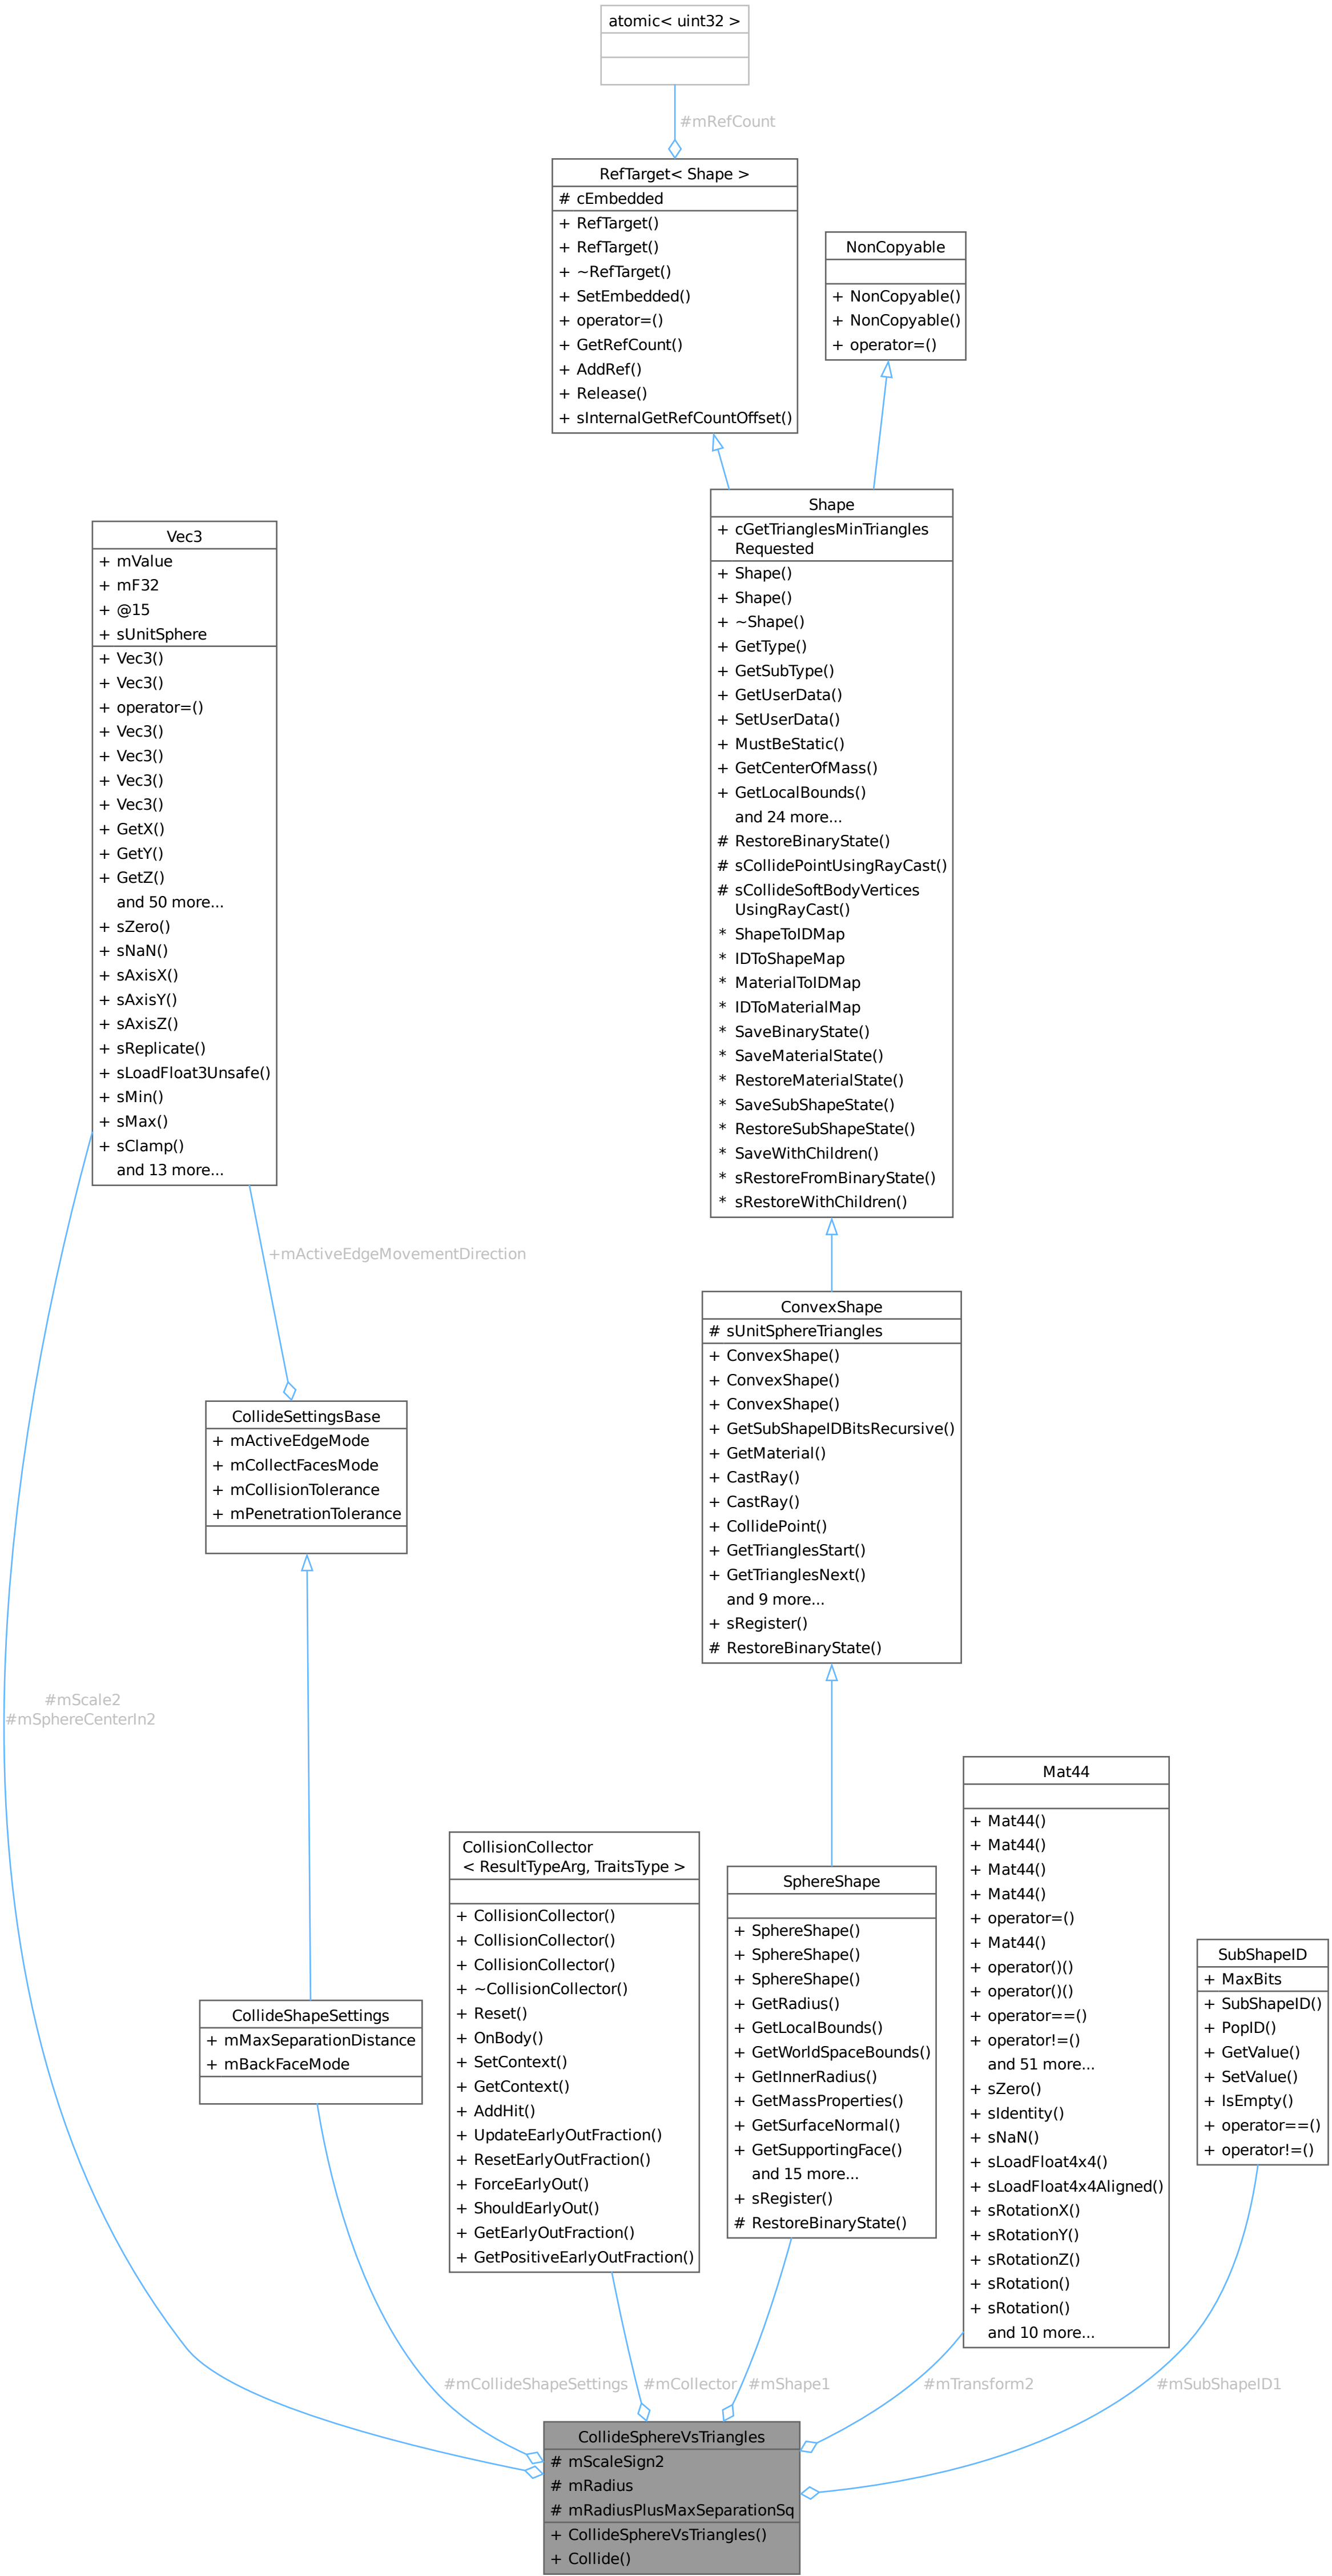 atomic< uint32 >
#mRefCount
RefTarget< Shape >
# cEmbedded
+ RefTarget()
+ RefTarget()
+ ~RefTarget()
+ SetEmbedded()
+ operator=()
+ GetRefCount()
+ AddRef()
+ Release()
+ sInternalGetRefCountOffset()
NonCopyable
+ NonCopyable()
+ NonCopyable()
+ operator=()
Shape
+ cGetTrianglesMinTriangles
Requested
+ Shape()
+ Shape()
+ ~Shape()
+ GetType()
+ GetSubType()
+ GetUserData()
+ SetUserData()
+ MustBeStatic()
+ GetCenterOfMass()
+ GetLocalBounds()
and 24 more...
# RestoreBinaryState()
# sCollidePointUsingRayCast()
# sCollideSoftBodyVertices
UsingRayCast()
* ShapeToIDMap
* IDToShapeMap
* MaterialToIDMap
* IDToMaterialMap
* SaveBinaryState()
* SaveMaterialState()
* RestoreMaterialState()
* SaveSubShapeState()
* RestoreSubShapeState()
* SaveWithChildren()
* sRestoreFromBinaryState()
* sRestoreWithChildren()
Vec3
+ mValue
+ mF32
+ @15
+ sUnitSphere
+ Vec3()
+ Vec3()
+ operator=()
+ Vec3()
+ Vec3()
+ Vec3()
+ Vec3()
+ GetX()
+ GetY()
+ GetZ()
and 50 more...
+ sZero()
+ sNaN()
+ sAxisX()
+ sAxisY()
+ sAxisZ()
+ sReplicate()
+ sLoadFloat3Unsafe()
+ sMin()
+ sMax()
+ sClamp()
and 13 more...
+mActiveEdgeMovementDirection
ConvexShape
# sUnitSphereTriangles
+ ConvexShape()
+ ConvexShape()
+ ConvexShape()
+ GetSubShapeIDBitsRecursive()
+ GetMaterial()
+ CastRay()
+ CastRay()
+ CollidePoint()
+ GetTrianglesStart()
+ GetTrianglesNext()
and 9 more...
+ sRegister()
# RestoreBinaryState()
CollideSettingsBase
+ mActiveEdgeMode
+ mCollectFacesMode
+ mCollisionTolerance
+ mPenetrationTolerance
#mScale2
#mSphereCenterIn2
CollideShapeSettings
+ mMaxSeparationDistance
+ mBackFaceMode
CollisionCollector
< ResultTypeArg, TraitsType >
+ CollisionCollector()
+ CollisionCollector()
+ CollisionCollector()
+ ~CollisionCollector()
+ Reset()
+ OnBody()
+ SetContext()
+ GetContext()
+ AddHit()
+ UpdateEarlyOutFraction()
+ ResetEarlyOutFraction()
+ ForceEarlyOut()
+ ShouldEarlyOut()
+ GetEarlyOutFraction()
+ GetPositiveEarlyOutFraction()
SphereShape
+ SphereShape()
+ SphereShape()
+ SphereShape()
+ GetRadius()
+ GetLocalBounds()
+ GetWorldSpaceBounds()
+ GetInnerRadius()
+ GetMassProperties()
+ GetSurfaceNormal()
+ GetSupportingFace()
and 15 more...
+ sRegister()
# RestoreBinaryState()
Mat44
+ Mat44()
+ Mat44()
+ Mat44()
+ Mat44()
+ operator=()
+ Mat44()
+ operator()()
+ operator()()
+ operator==()
+ operator!=()
and 51 more...
+ sZero()
+ sIdentity()
+ sNaN()
+ sLoadFloat4x4()
+ sLoadFloat4x4Aligned()
+ sRotationX()
+ sRotationY()
+ sRotationZ()
+ sRotation()
+ sRotation()
and 10 more...
SubShapeID
+ MaxBits
+ SubShapeID()
+ PopID()
+ GetValue()
+ SetValue()
+ IsEmpty()
+ operator==()
+ operator!=()
#mCollideShapeSettings
#mCollector
#mShape1
#mTransform2
#mSubShapeID1
CollideSphereVsTriangles
# mScaleSign2
# mRadius
# mRadiusPlusMaxSeparationSq
+ CollideSphereVsTriangles()
+ Collide()